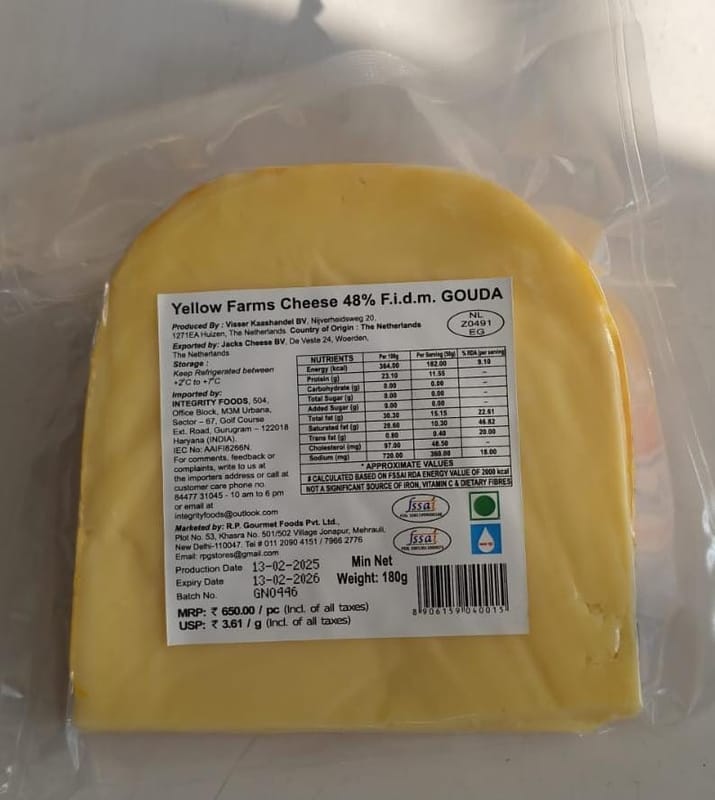 Yellow Farms Cheese 48% F.i.d.m. GOUDA
Produced By : Visser Kaashandel BV, Nijverheidsweg 20,
1271EA Huizen, The Netherlands. Country of Origin : The Netherlands
Exported by: Jacks Cheese BV, De Veste 24, Woerden,
The Netherlands
NL
Z0491
EG
Storage :
Keep Refrigerated between
+2°C to +7°C
Imported by:
INTEGRITY FOODS, 504,
Office Block, M3M Urbana,
Sector – 67, Golf Course
Ext. Road, Gurugram – 122018
Haryana (INDIA).
IEC No: AAIFI8266N.
For comments, feedback or
complaints, write to us at
the importers address or call at
customer care phone no.
84477 31045 - 10 am to 6 pm
or email at
integrityfoods@outlook.com
NUTRIENTS Per 100g Per Serving (50g) % RDA (per serving)
Energy (kcal) 364.00 182.00 9.10
Protein (g) 23.10 11.55 –
Carbohydrate (g) 0.00 0.00 –
Total Sugar (g) 0.00 0.00 –
Added Sugar (g) 0.00 0.00
Total fat (g) 30.30 15.15 22.61
Saturated fat (g) 20.60 10.30 46.82
Trans fat (g) 0.80 0.40 20.00
Cholesterol (mg) 97.00 48.50 –
Sodium (mg) 720.00 360.00 18.00
* APPROXIMATE VALUES
# CALCULATED BASED ON FSSAI RDA ENERGY VALUE OF 2000 kcal
NOT A SIGNIFICANT SOURCE OF IRON, VITAMIN C & DIETARY FIBRES
fssai
fssai
Marketed by: R.P. Gourmet Foods Pvt. Ltd.,
Plot No. 53, Khasra No. 501/502 Village Jonapur, Mehrauli,
New Delhi-110047. Tel # 011 2090 4151 / 7966 2776
Email: rpgstores@gmail.com
Production Date 13-02-2025
Expiry Date 13-02-2026
Batch No. GN0446
Min Net
Weight: 180g
MRP: ₹ 650.00 / pc (Incl. of all taxes)
USP: ₹ 3.61 / g (Incl. of all taxes)
8 906159 040015